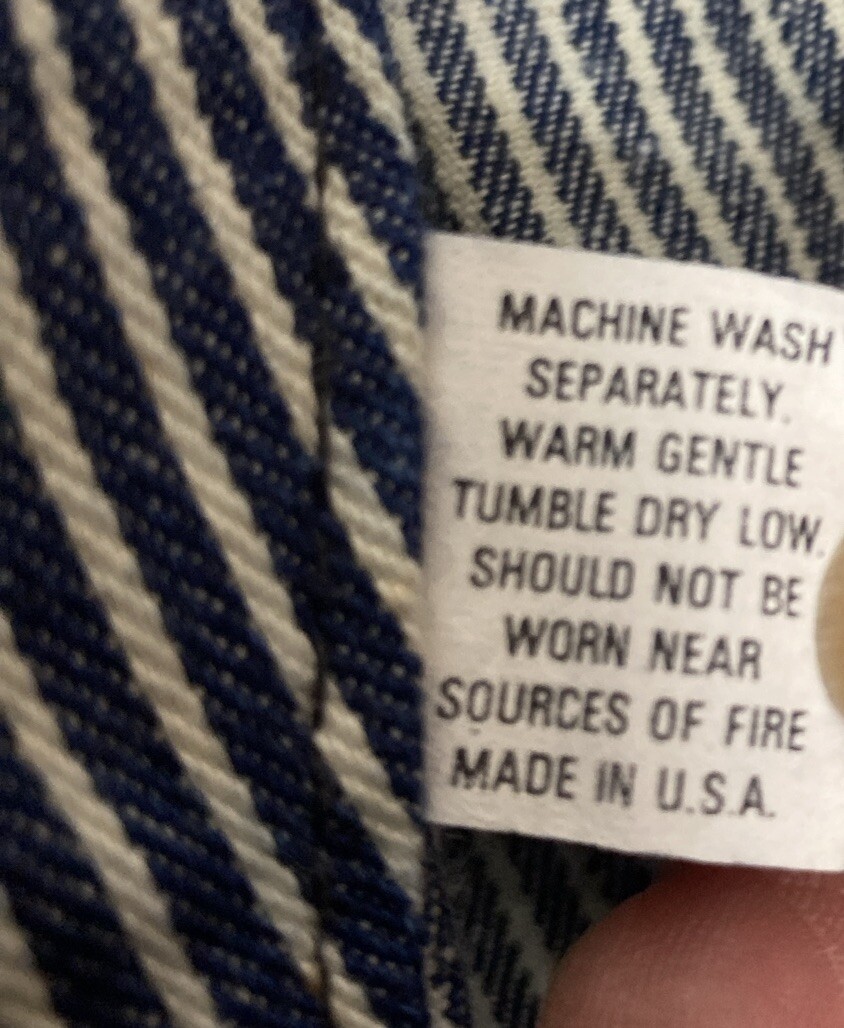 MACHINE WASH
SEPARATELY.
WARM GENTLE
TUMBLE DRY LOW.
SHOULD NOT BE
WORN NEAR
SOURCES OF FIRE
MADE IN U.S.A.